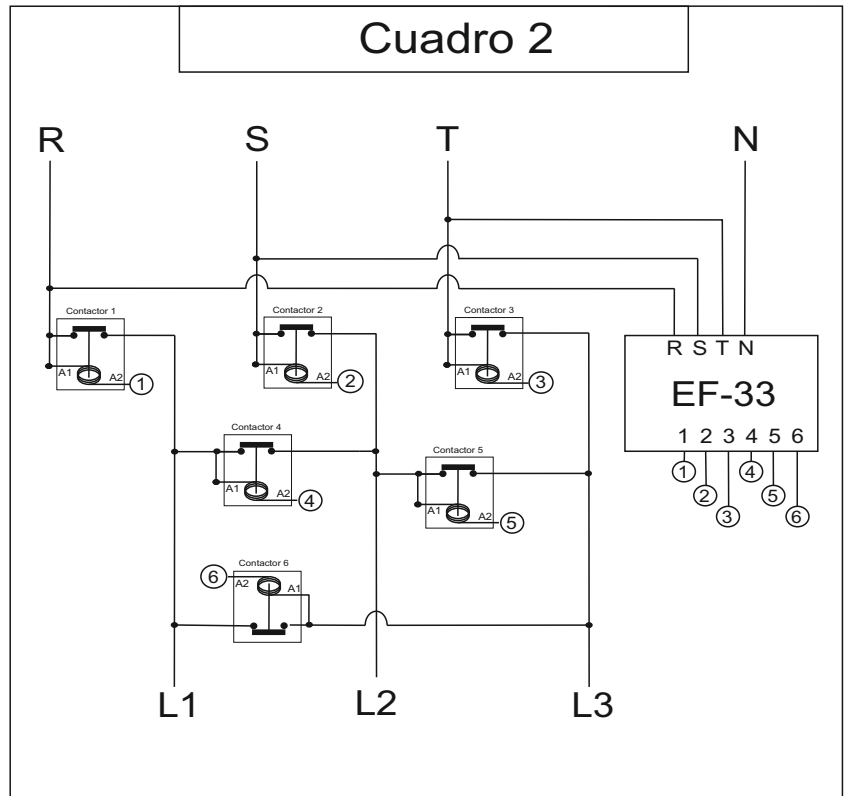 Cuadro 2
R S T N
Contactor 1 Contactor 2 Contactor 3
A1 A2 1 A1 A2 2 A1 A2 3
R S T N
EF-33
1 2 3 4 5 6
1 2 3 4 5 6
Contactor 4 Contactor 5
A1 A2 4 A1 A2 5
Contactor 6
6 A2 A1
L1 L2 L3